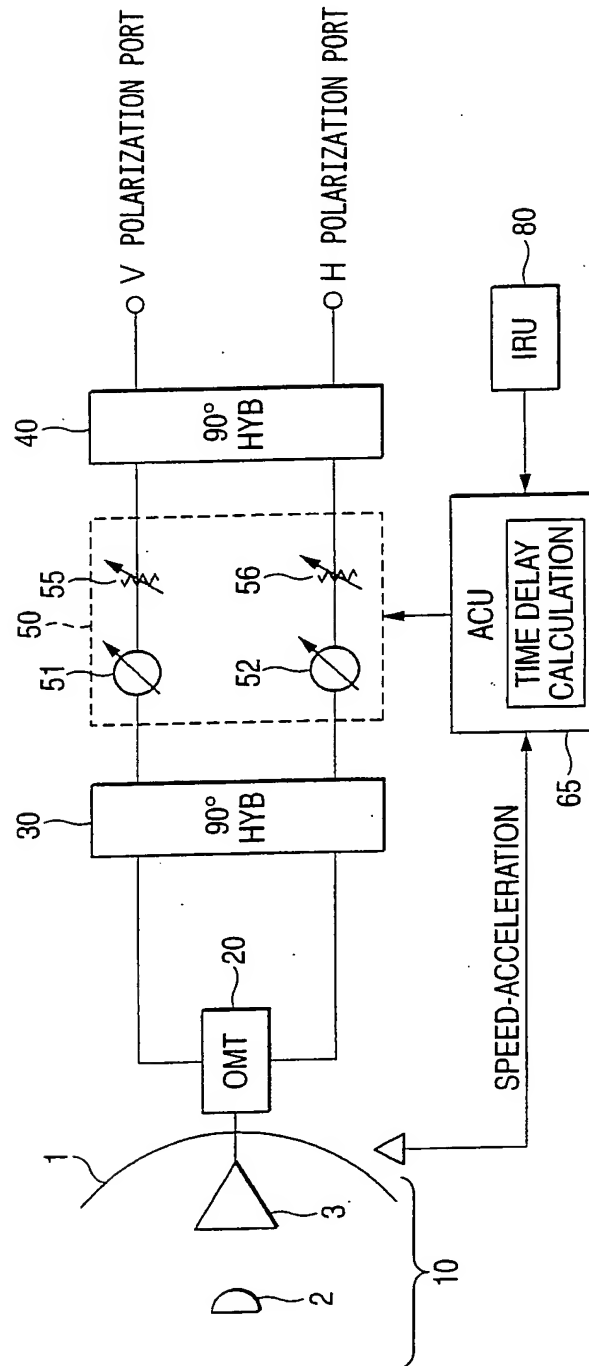 1
2
3
10
OMT
20
30
90°
HYB
50
51
55
52
56
40
90°
HYB
V POLARIZATION PORT
H POLARIZATION PORT
SPEED-ACCELERATION
65
ACU
TIME DELAY
CALCULATION
IRU
80